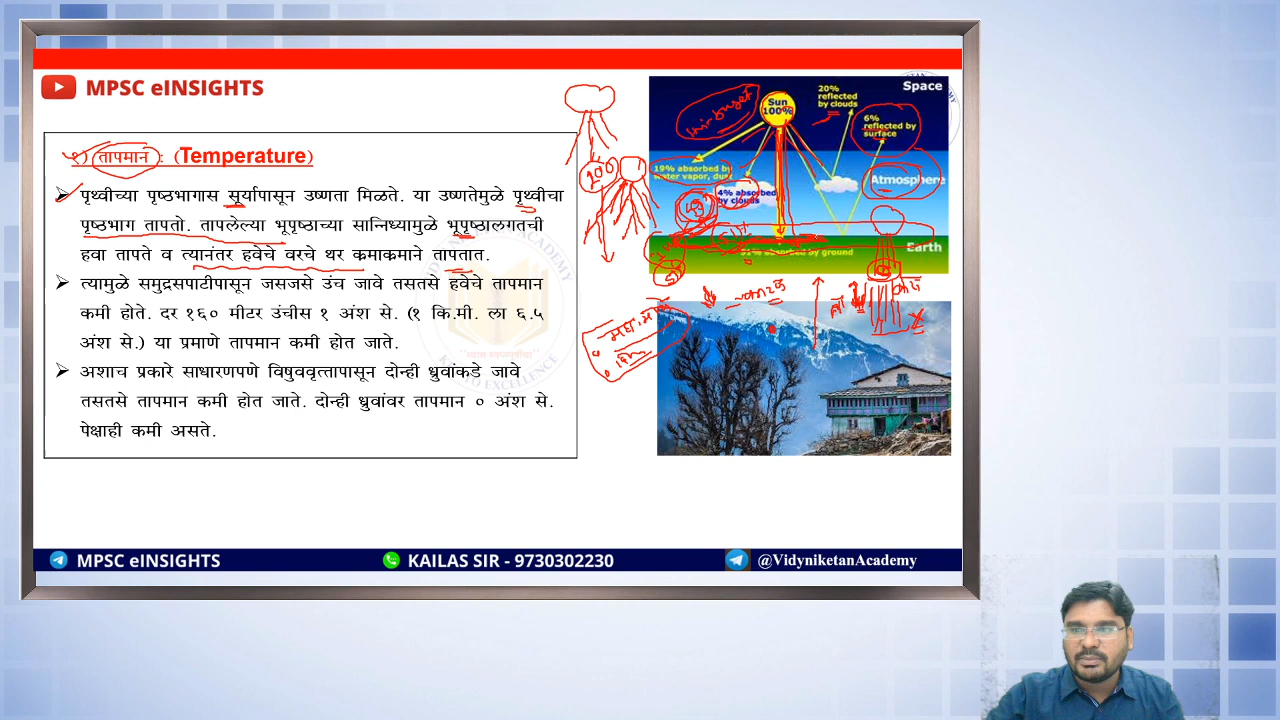 MPSC eINSIGHTS
१) तापमान : (Temperature)
पृथ्वीच्या पृष्ठभागास सूर्यापासून उष्णता मिळते. या उष्णतेमुळे पृथ्वीचा
पृष्ठभाग तापतो. तापलेल्या भूपृष्ठाच्या सान्निध्यामुळे भूपृष्ठालगतची
हवा तापते व त्यानंतर हवेचे वरचे थर क्रमाक्रमाने तापतात.
त्यामुळे समुद्रसपाटीपासून जसजसे उंच जावे तसतसे हवेचे तापमान
कमी होते. दर १६० मीटर उंचीस १ अंश से. (१ कि.मी. ला ६.५
अंश से.) या प्रमाणे तापमान कमी होत जाते.
अशाच प्रकारे साधारणपणे विषुववृत्तापासून दोन्ही ध्रुवांकडे जावे
तसतसे तापमान कमी होत जाते. दोन्ही ध्रुवांवर तापमान ० अंश से.
पेक्षाही कमी असते.
100
Space
Sun
100%
20%
reflected
by clouds
6%
reflected by
surface
19% absorbed by
water vapor, dust
4% absorbed
by clouds
Atmosphere
Earth
51% absorbed by ground
MPSC eINSIGHTS
KAILAS SIR - 9730302230
@VidyniketanAcademy